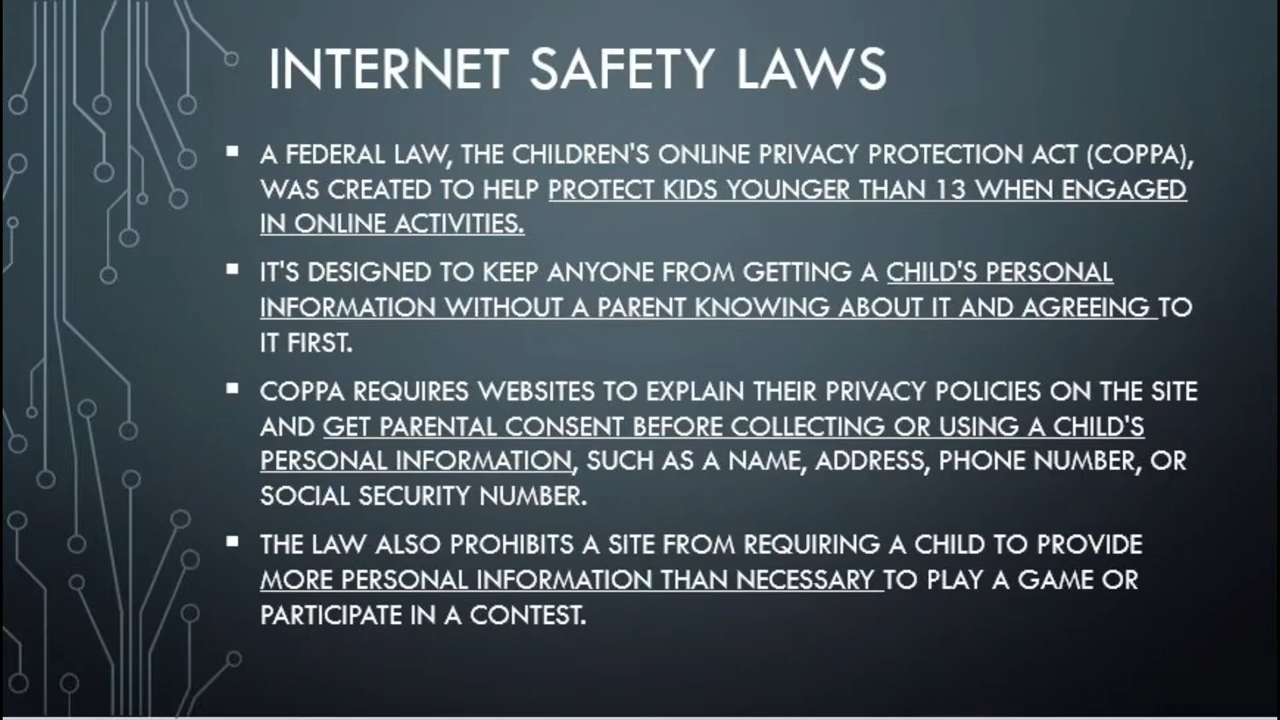 INTERNET SAFETY LAWS
▪ A FEDERAL LAW, THE CHILDREN'S ONLINE PRIVACY PROTECTION ACT (COPPA),
WAS CREATED TO HELP PROTECT KIDS YOUNGER THAN 13 WHEN ENGAGED
IN ONLINE ACTIVITIES.
▪ IT'S DESIGNED TO KEEP ANYONE FROM GETTING A CHILD'S PERSONAL
INFORMATION WITHOUT A PARENT KNOWING ABOUT IT AND AGREEING TO
IT FIRST.
▪ COPPA REQUIRES WEBSITES TO EXPLAIN THEIR PRIVACY POLICIES ON THE SITE
AND GET PARENTAL CONSENT BEFORE COLLECTING OR USING A CHILD'S
PERSONAL INFORMATION, SUCH AS A NAME, ADDRESS, PHONE NUMBER, OR
SOCIAL SECURITY NUMBER.
▪ THE LAW ALSO PROHIBITS A SITE FROM REQUIRING A CHILD TO PROVIDE
MORE PERSONAL INFORMATION THAN NECESSARY TO PLAY A GAME OR
PARTICIPATE IN A CONTEST.